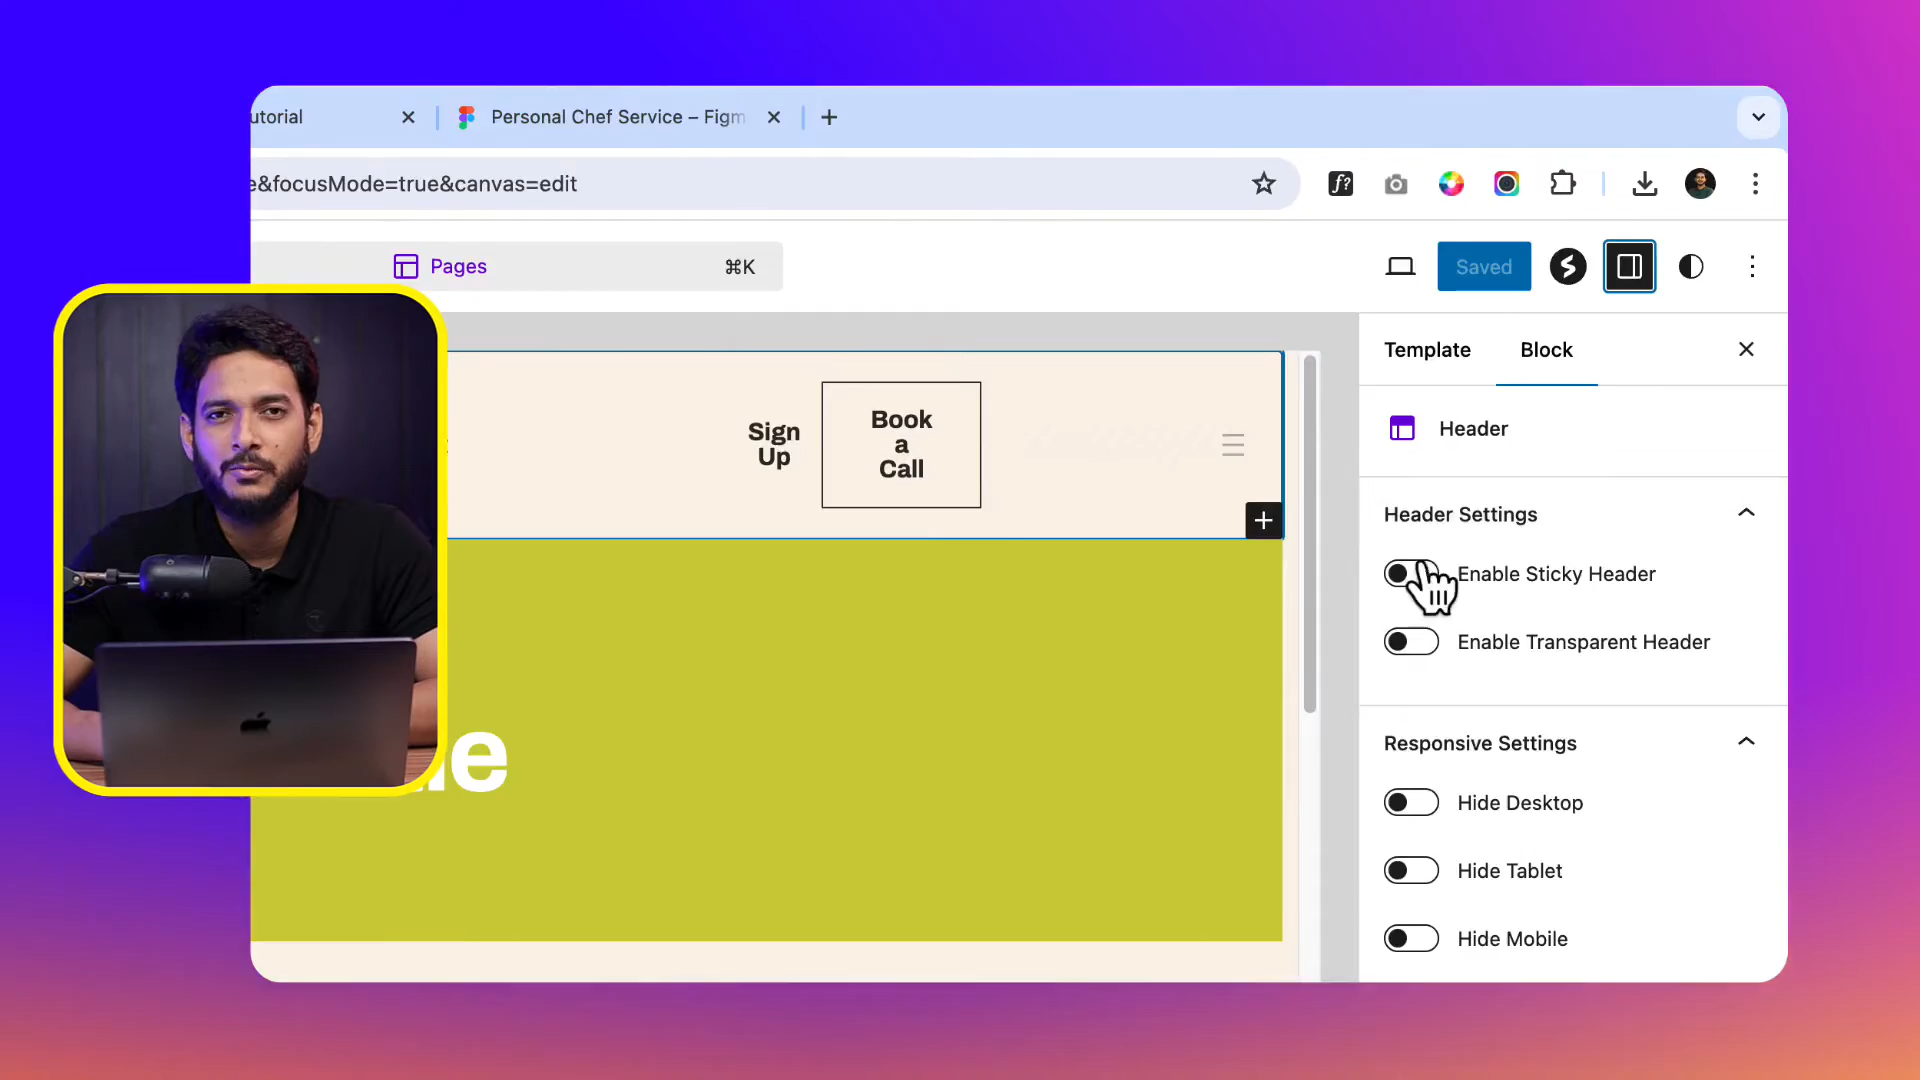 utorial
Personal Chef Service – Figm
e&focusMode=true&canvas=edit
f?
Pages
⌘K
Saved
Template
Block
Header
Sign
Up
Book
a
Call
Header Settings
Enable Sticky Header
Enable Transparent Header
Responsive Settings
Hide Desktop
Hide Tablet
Hide Mobile